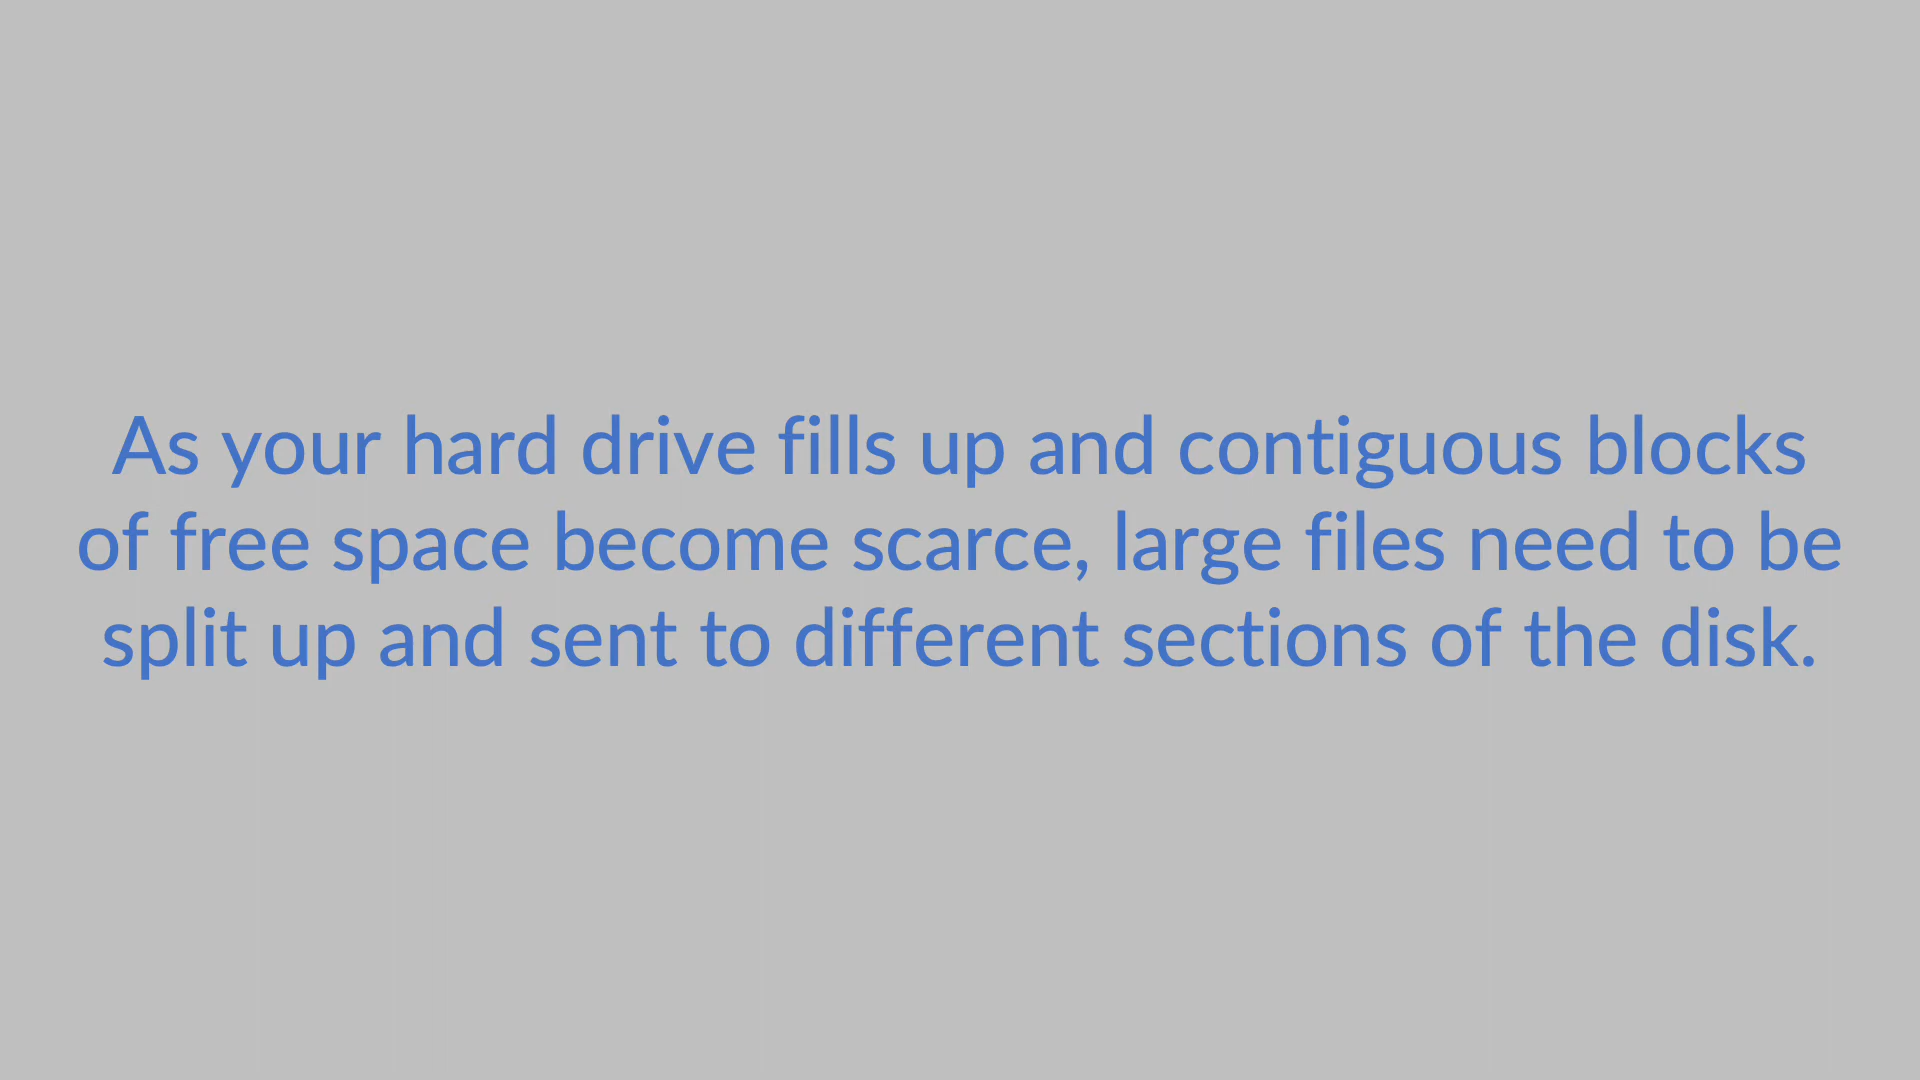 As your hard drive fills up and contiguous blocks
of free space become scarce, large files need to be
split up and sent to different sections of the disk.